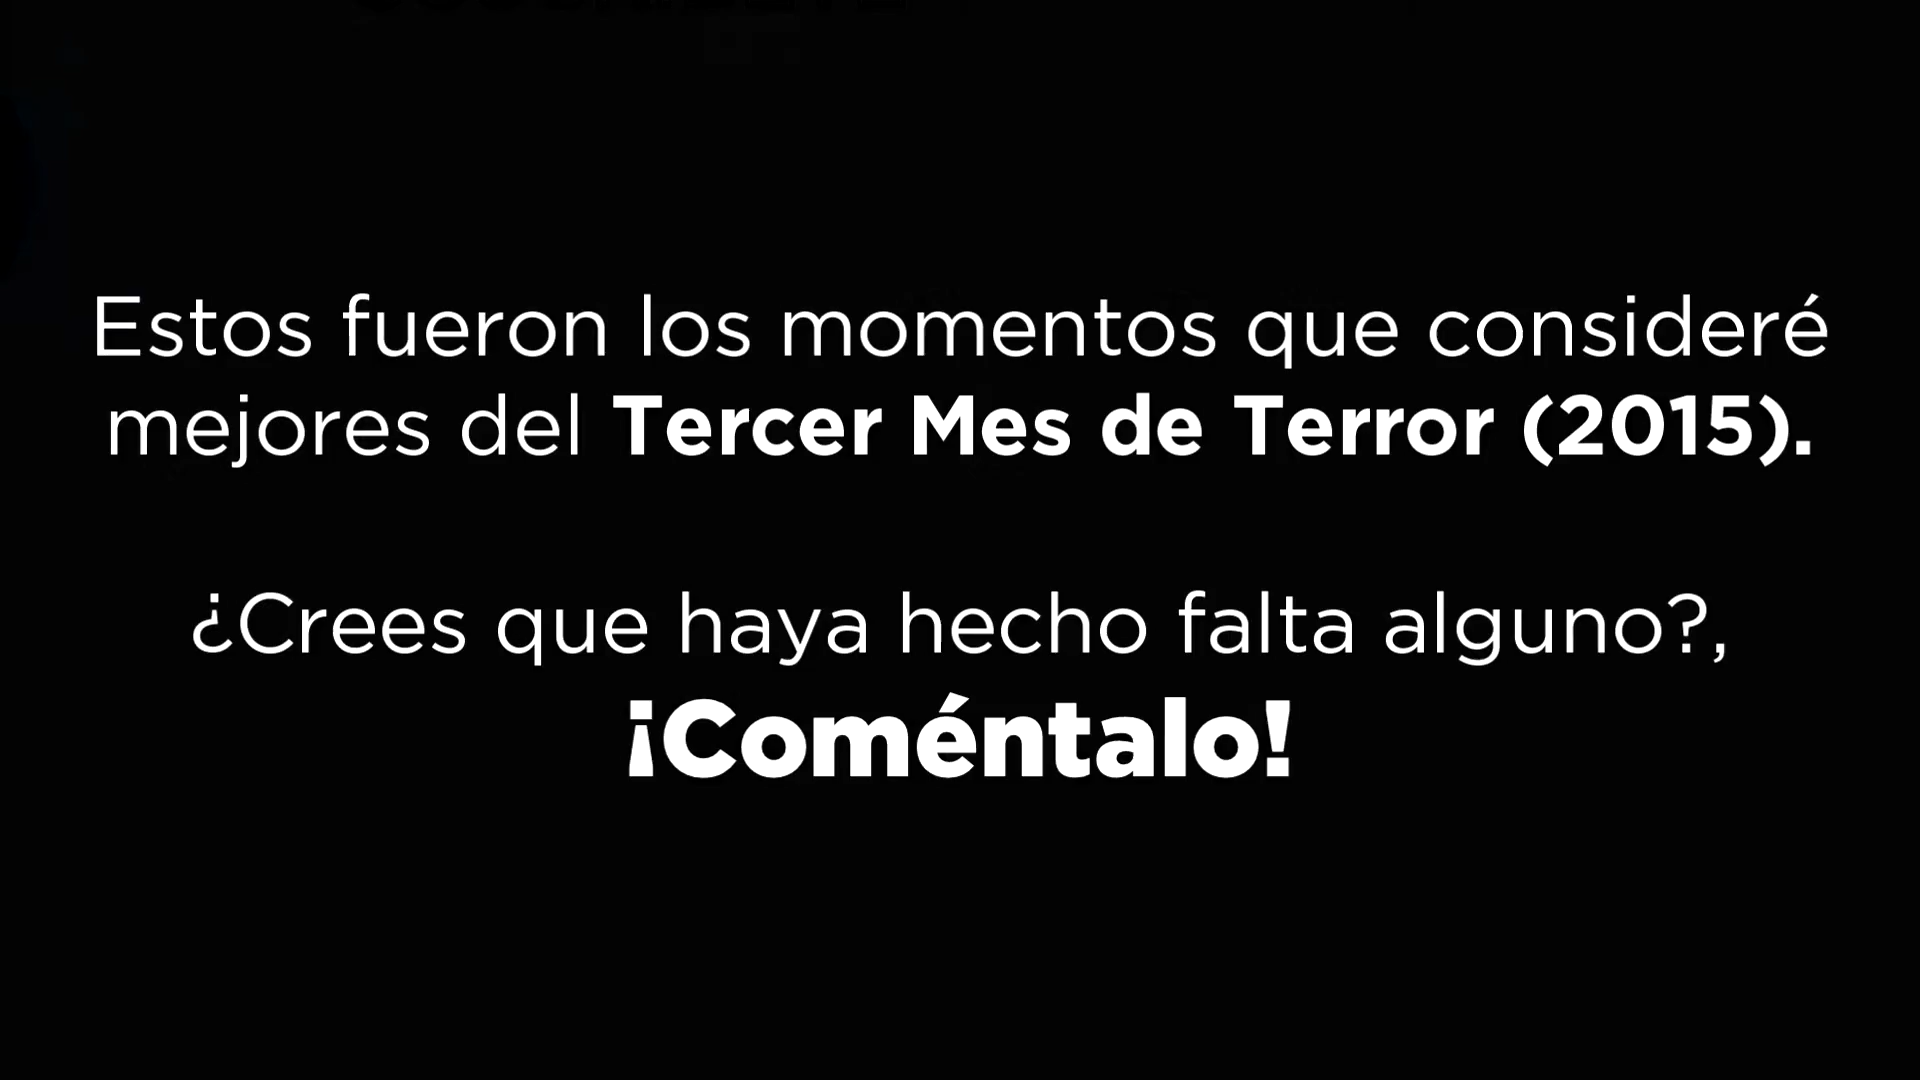 Estos fueron los momentos que consideré
mejores del Tercer Mes de Terror (2015).
¿Crees que haya hecho falta alguno?,
¡Coméntalo!